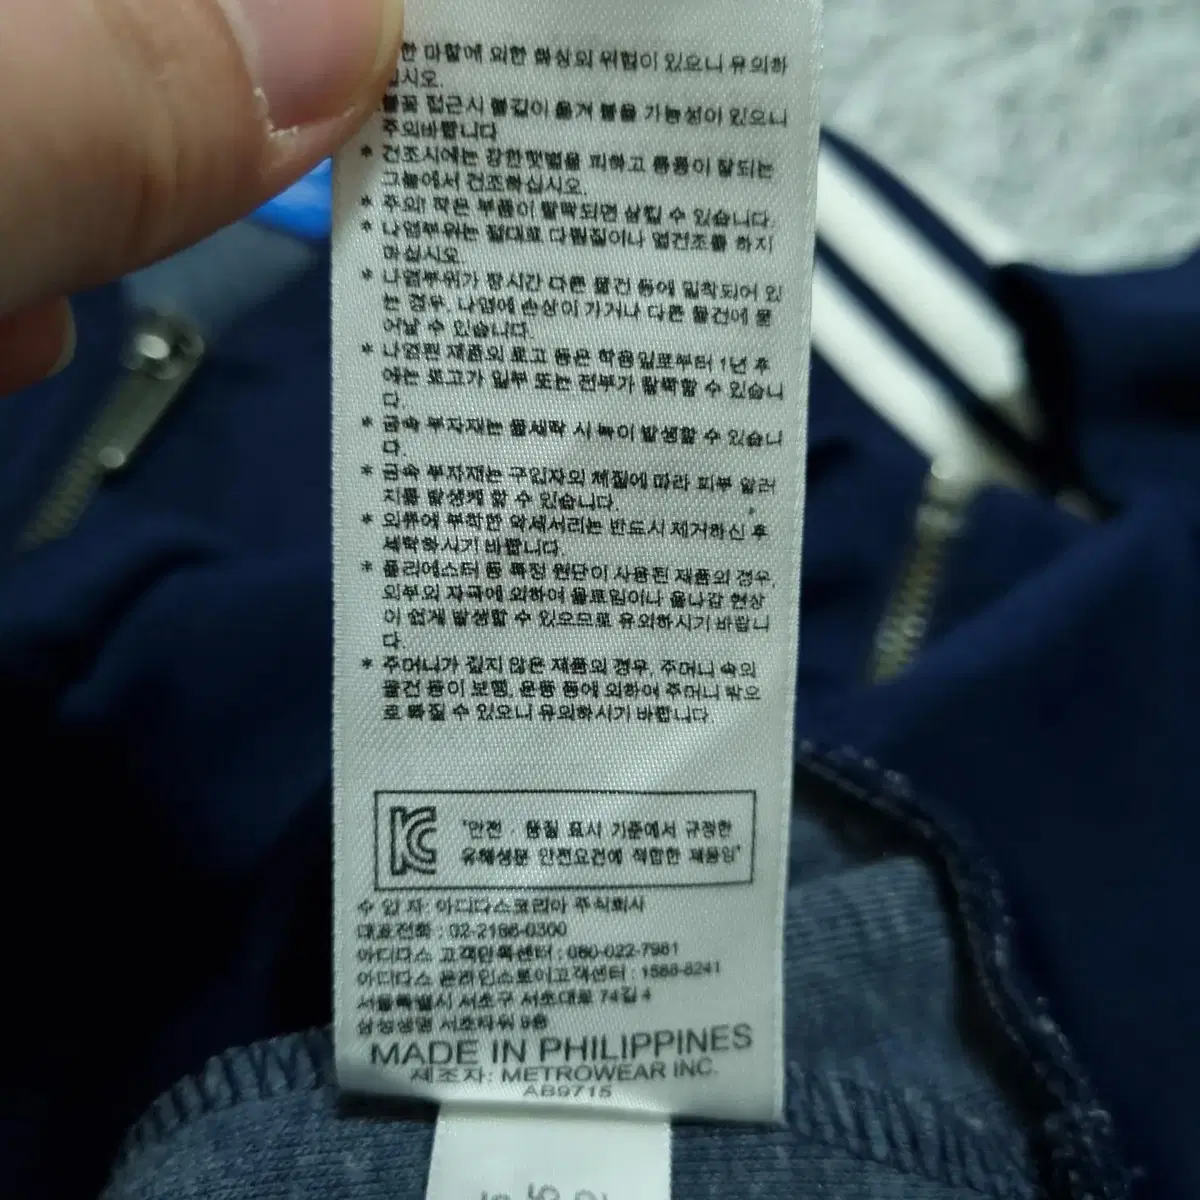 한 마찰에 의한 화상의 위험이 있으니 유의하
십시오.
불꽃 접근시 불길이 옮겨 붙을 가능성이 있으니
주의바랍니다
* 건조시에는 강한햇볕을 피하고 통풍이 잘되는
그늘에서 건조하십시오.
* 주의! 작은 부품이 탈락되면 삼킬 수 있습니다.
* 나염부위는 절대로 다림질이나 열건조를 하지
마십시오.
* 나염부위가 장시간 다른 물건 등에 밀착되어 있
는 경우, 나염에 손상이 가거나 다른 물건에 묻
어날 수 있습니다.
* 나염된 제품의 로고 등은 착용일로부터 1년 후
에는 로고가 일부 또는 전부가 탈락할 수 있습니
다.
* 금속 부자재는 물세탁 시 녹이 발생할 수 있습니
다.
* 금속 부자재는 구입자의 체질에 따라 피부 알러
지를 발생케 할 수 있습니다.
* 의류에 부착한 악세서리는 반드시 제거하신 후
세탁하시기 바랍니다.
* 폴리에스터 등 특정 원단이 사용된 제품의 경우,
외부의 자극에 의하여 올트임이나 올나감 현상
이 쉽게 발생할 수 있으므로 유의하시기 바랍니
다.
* 주머니가 깊지 않은 제품의 경우, 주머니 속의
물건 등이 보행, 운동 등에 의하여 주머니 밖으
로 빠질 수 있으니 유의하시기 바랍니다.
KC "안전 · 품질 표시 기준에서 규정한
유해성분 안전요건에 적합한 제품임"
수 입 자: 아디다스코리아 주식회사
대표전화 : 02-2186-0300
아디다스 고객만족센터 : 080-022-7981
아디다스 온라인스토어고객센터 : 1588-8241
서울특별시 서초구 서초대로 74길 4
삼성생명 서초타워 9층
MADE IN PHILIPPINES
제조자: METROWEAR INC.
AB9715